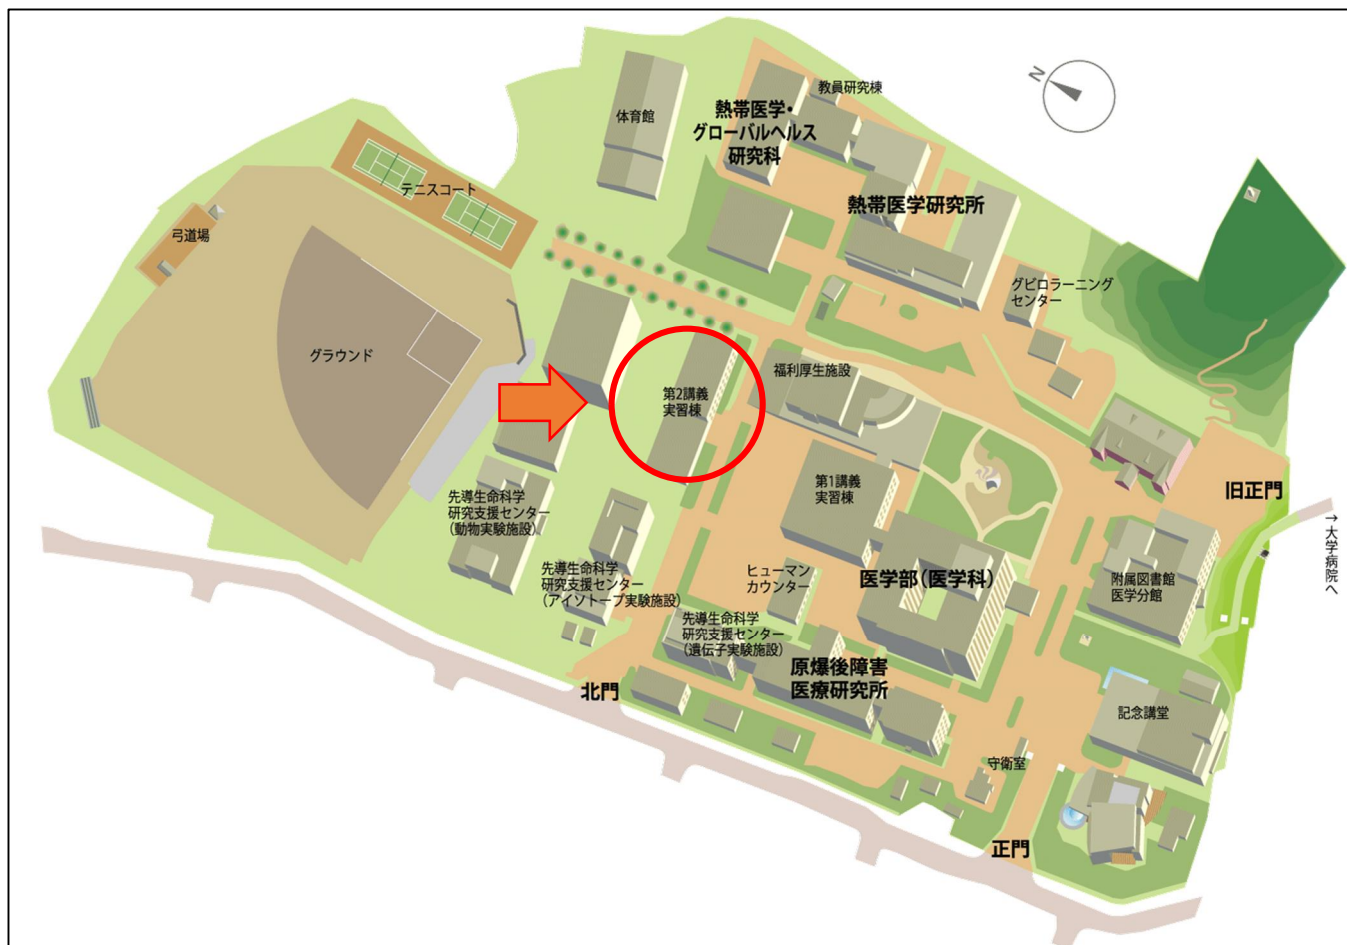 N
教員研究棟
体育館
熱帯医学・
グローバルヘルス
研究科
テニスコート
熱帯医学研究所
弓道場
グビロラーニング
センター
グラウンド
福利厚生施設
第2講義
実習棟
第1講義
実習棟
旧正門
先導生命科学
研究支援センター
(動物実験施設)
→大学病院へ
先導生命科学
研究支援センター
(アイソトープ実験施設)
ヒューマン
カウンター
医学部(医学科)
附属図書館
医学分館
先導生命科学
研究支援センター
(遺伝子実験施設)
原爆後障害
医療研究所
北門
記念講堂
守衛室
正門